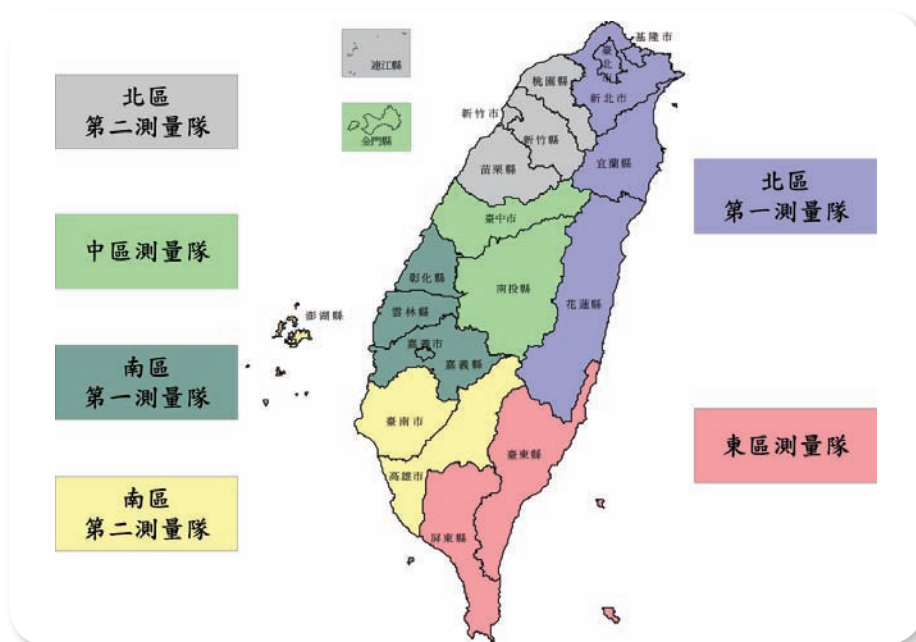 北區
第二測量隊
中區測量隊
南區
第一測量隊
南區
第二測量隊
連江縣
金門縣
基隆市
臺北市
新北市
桃園縣
新竹市
新竹縣
苗栗縣
宜蘭縣
臺中市
彰化縣
南投縣
花蓮縣
雲林縣
澎湖縣
嘉義市
嘉義縣
臺南市
高雄市
臺東縣
屏東縣
北區
第一測量隊
東區測量隊